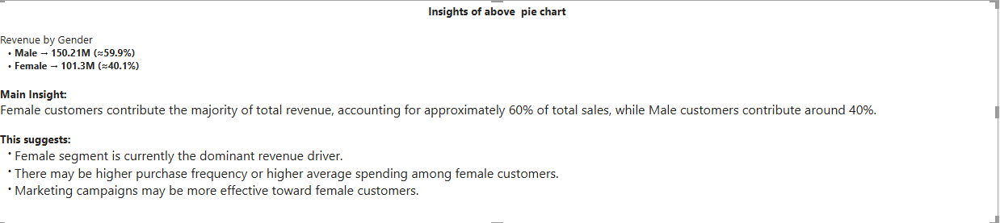 Insights of above pie chart
Revenue by Gender
• Male → 150.21M (≈59.9%)
• Female → 101.3M (≈40.1%)
Main Insight:
Female customers contribute the majority of total revenue, accounting for approximately 60% of total sales, while Male customers contribute around 40%.
This suggests:
• Female segment is currently the dominant revenue driver.
• There may be higher purchase frequency or higher average spending among female customers.
• Marketing campaigns may be more effective toward female customers.